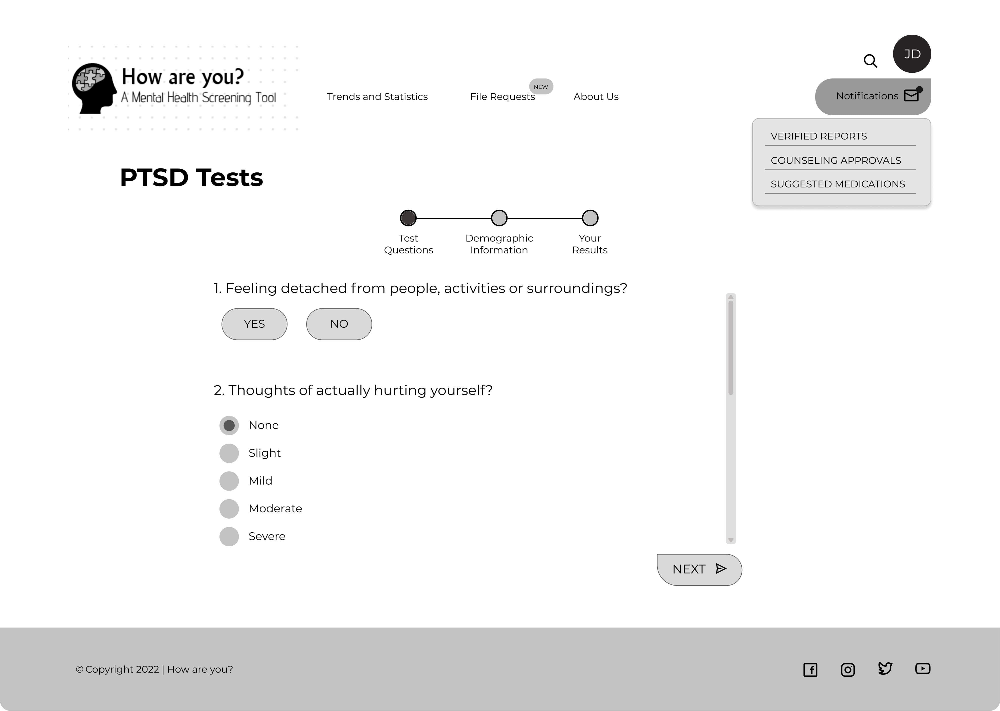 JD
How are you?
A Mental Health Screening Tool
Trends and Statistics
File Requests
NEW
About Us
Notifications
VERIFIED REPORTS
COUNSELING APPROVALS
SUGGESTED MEDICATIONS
PTSD Tests
Test
Questions
Demographic
Information
Your
Results
1. Feeling detached from people, activities or surroundings?
YES
NO
2. Thoughts of actually hurting yourself?
None
Slight
Mild
Moderate
Severe
NEXT
© Copyright 2022 | How are you?